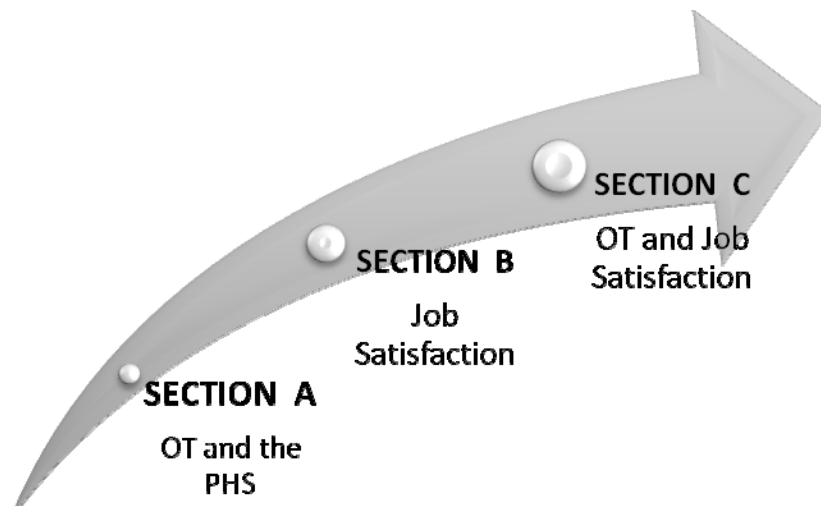 SECTION A
OT and the
PHS
SECTION B
Job
Satisfaction
SECTION C
OT and Job
Satisfaction